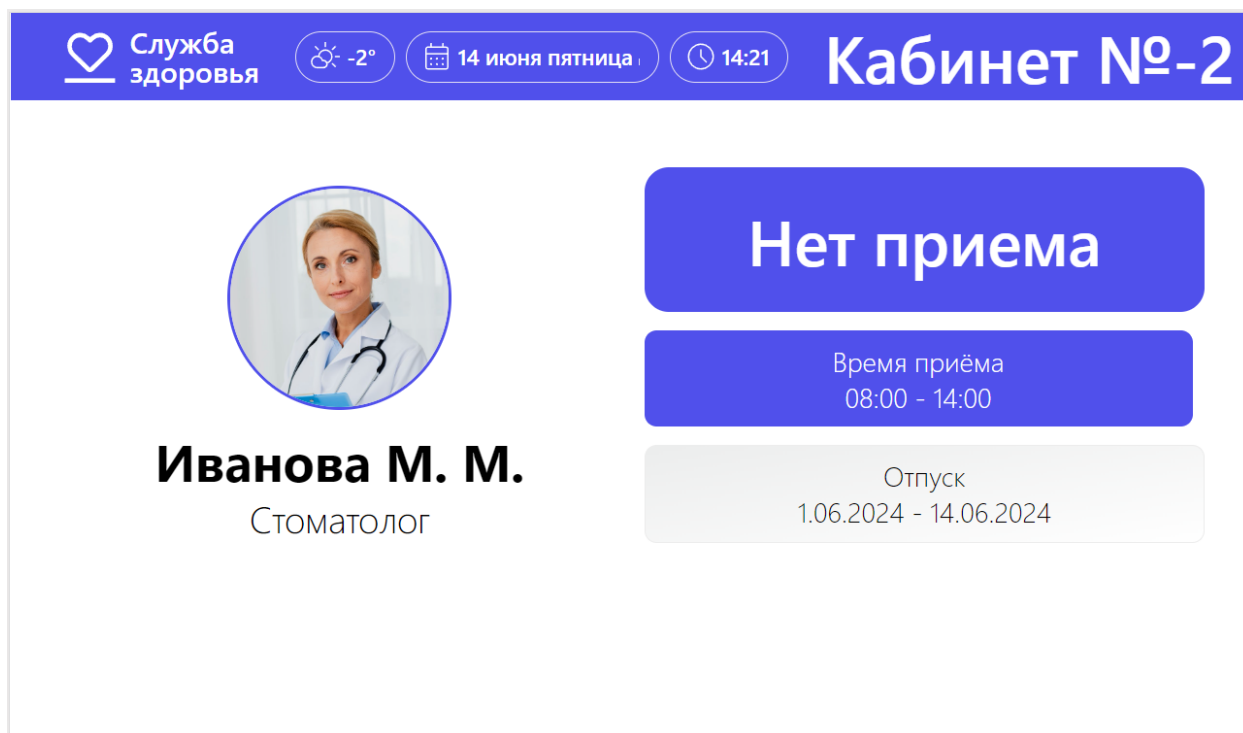 Служба
здоровья
-2°
14 июня пятница
14:21
Кабинет №-2
Нет приема
Время приёма
08:00 - 14:00
Иванова М. М.
Стоматолог
Отпуск
1.06.2024 - 14.06.2024